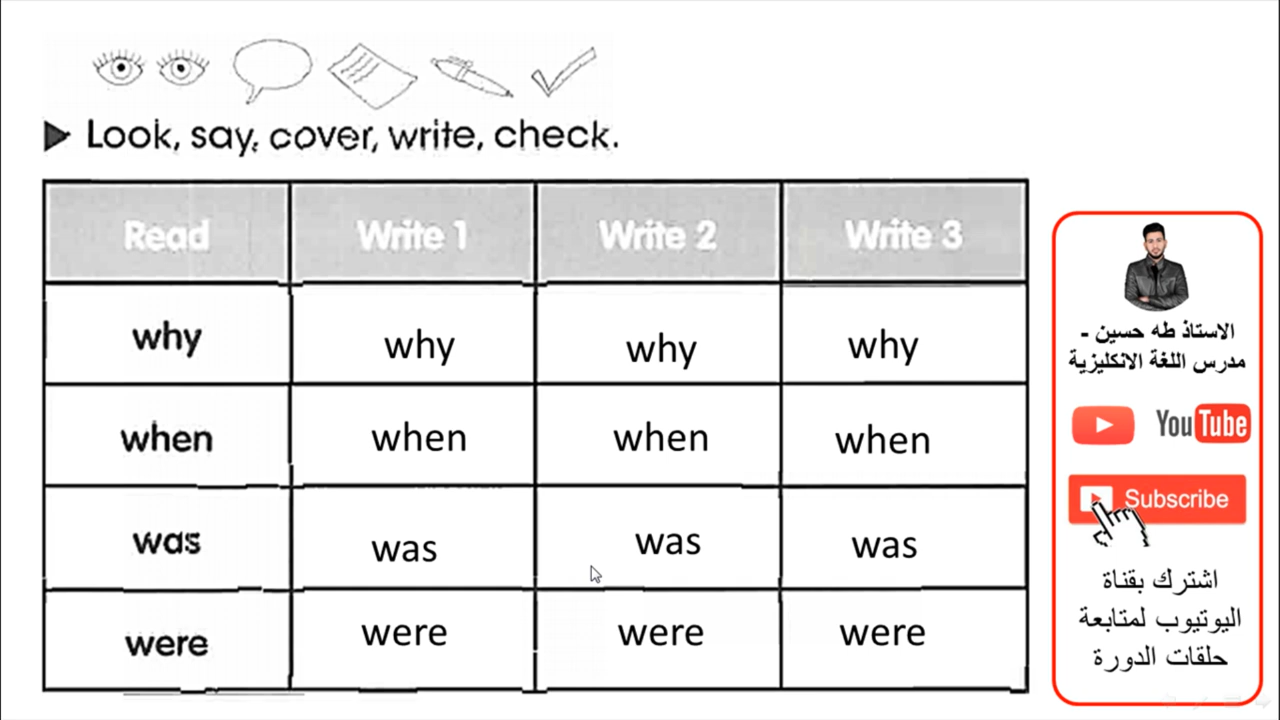 Look, say, cover, write, check.
Read Write 1 Write 2 Write 3
why why why why
when when when when
was was was was
were were were were
الاستاذ طه حسين -
مدرس اللغة الانكليزية
YouTube
Subscribe
اشترك بقناة
اليوتيوب لمتابعة
حلقات الدورة